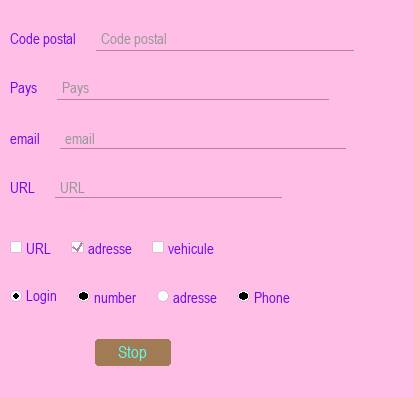 Code postal Code postal
Pays Pays
email email
URL URL
URL adresse vehicule
Login number adresse Phone
Stop